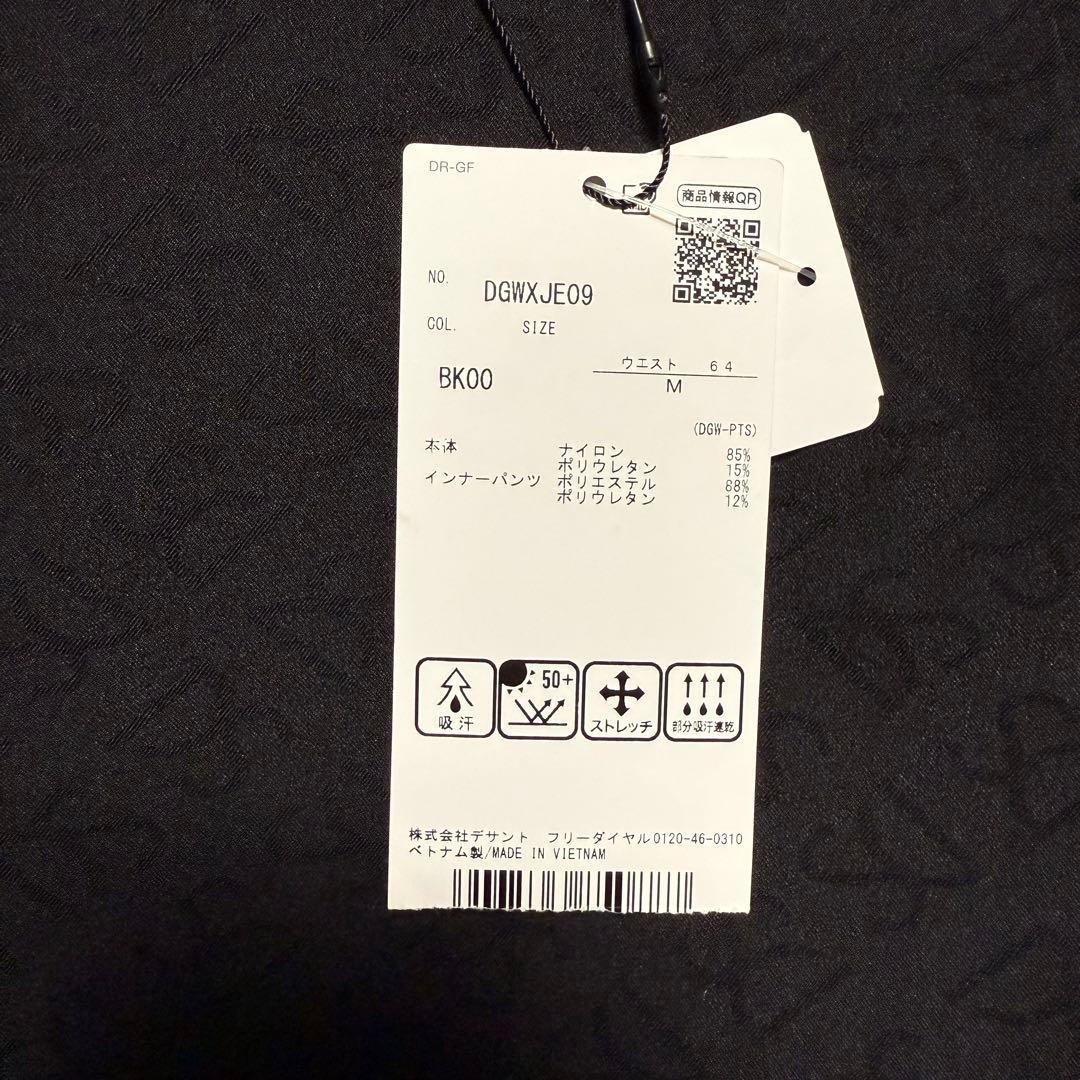 DR-GF
商品情報QR
NO. DGWXJE09
COL. SIZE
ウエスト 64
BK00 M
(DGW-PTS)
本体 ナイロン 85%
ポリウレタン 15%
インナーパンツ ポリエステル 88%
ポリウレタン 12%
吸汗
50+
ストレッチ
部分吸汗速乾
株式会社デサント フリーダイヤル0120-46-0310
ベトナム製/MADE IN VIETNAM